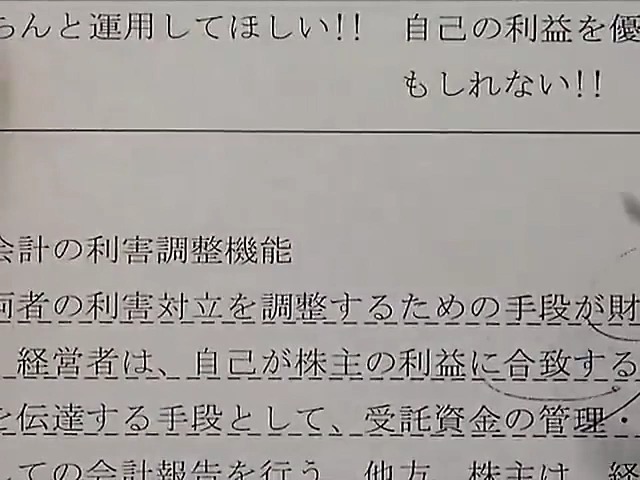 ちんと運用してほしい!! 自己の利益を優
もしれない!!
会計の利害調整機能
両者の利害対立を調整するための手段が財
経営者は、自己が株主の利益に合致する
を伝達する手段として、受託資金の管理・
しての会計報告を行う。他方、株主は、経